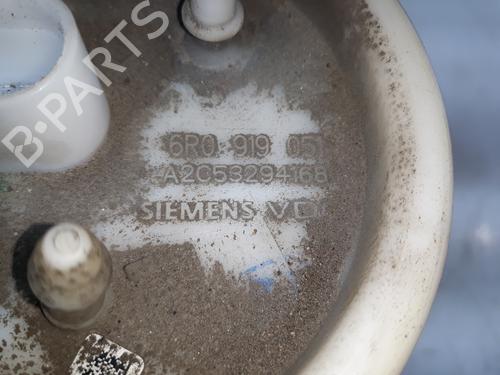 B-PARTS
6R0 919 051
A2C53294168
SIEMENS VDO